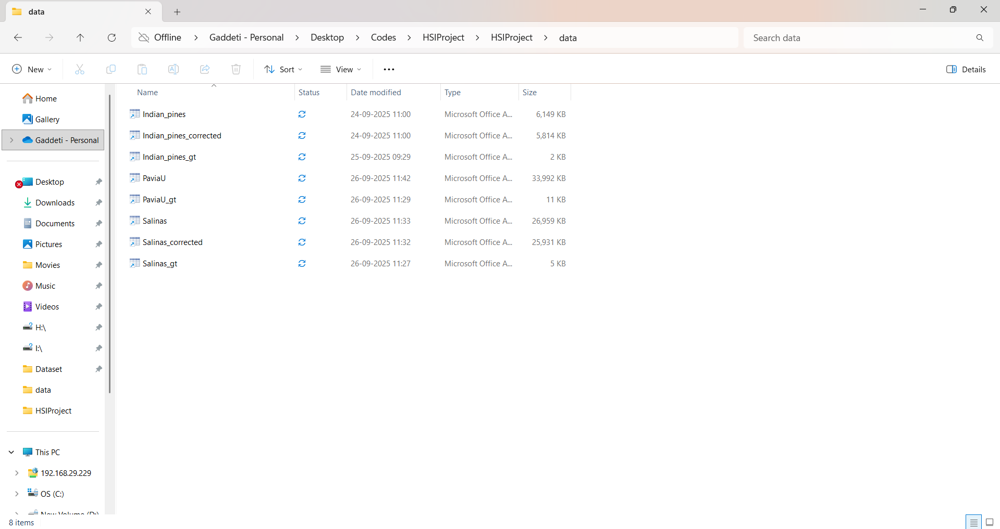 data
Offline > Gaddeti - Personal > Desktop > Codes > HSIProject > HSIProject > data
Search data
New
Sort
View
Details
Name Status Date modified Type Size
Home
Gallery
Gaddeti - Personal
Desktop
Downloads
Documents
Pictures
Movies
Music
Videos
H:\
I:\
Dataset
data
HSIProject
This PC
192.168.29.229
OS (C:)
New Volume (D:)
Indian_pines 24-09-2025 11:00 Microsoft Office A... 6,149 KB
Indian_pines_corrected 24-09-2025 11:00 Microsoft Office A... 5,814 KB
Indian_pines_gt 25-09-2025 09:29 Microsoft Office A... 2 KB
PaviaU 26-09-2025 11:42 Microsoft Office A... 33,992 KB
PaviaU_gt 26-09-2025 11:29 Microsoft Office A... 11 KB
Salinas 26-09-2025 11:33 Microsoft Office A... 26,959 KB
Salinas_corrected 26-09-2025 11:32 Microsoft Office A... 25,931 KB
Salinas_gt 26-09-2025 11:27 Microsoft Office A... 5 KB
8 items